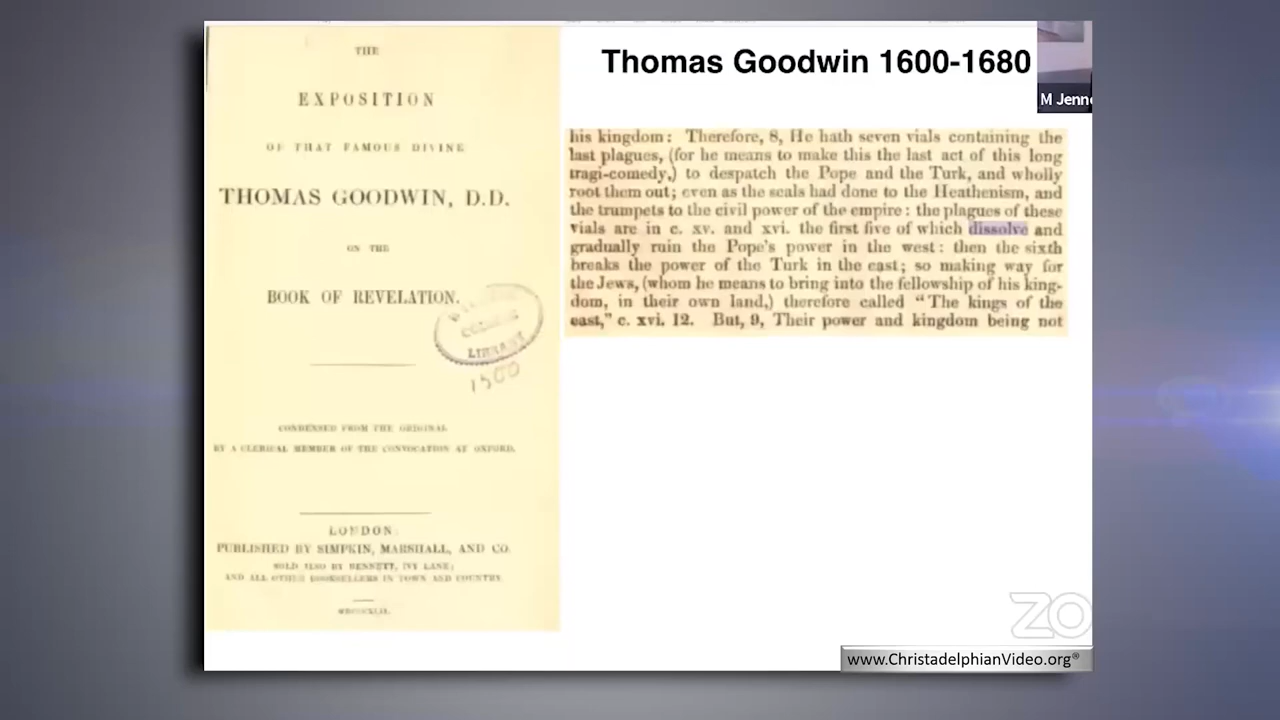 THE
EXPOSITION
OF THAT FAMOUS DIVINE
THOMAS GOODWIN, D.D.
ON THE
BOOK OF REVELATION.
LIBRARY
1500
CONDENSED FROM THE ORIGINAL
BY A CLERICAL MEMBER OF THE CONVOCATION AT OXFORD.
LONDON:
PUBLISHED BY SIMPKIN, MARSHALL, AND CO.
SOLD ALSO BY BENNETT, IVY LANE;
AND ALL OTHER BOOKSELLERS IN TOWN AND COUNTRY.
Thomas Goodwin 1600-1680
M Jenn
his kingdom: Therefore, 8, He hath seven vials containing the
last plagues, (for he means to make this the last act of this long
tragi-comedy,) to despatch the Pope and the Turk, and wholly
root them out; even as the seals had done to the Heathenism, and
the trumpets to the civil power of the empire: the plagues of these
vials are in c. xv. and xvi. the first five of which dissolve and
gradually ruin the Pope's power in the west: then the sixth
breaks the power of the Turk in the east; so making way for
the Jews, (whom he means to bring into the fellowship of his king-
dom, in their own land,) therefore called "The kings of the
east," c. xvi. 12. But, 9, Their power and kingdom being not
ZO
www.ChristadelphianVideo.org®